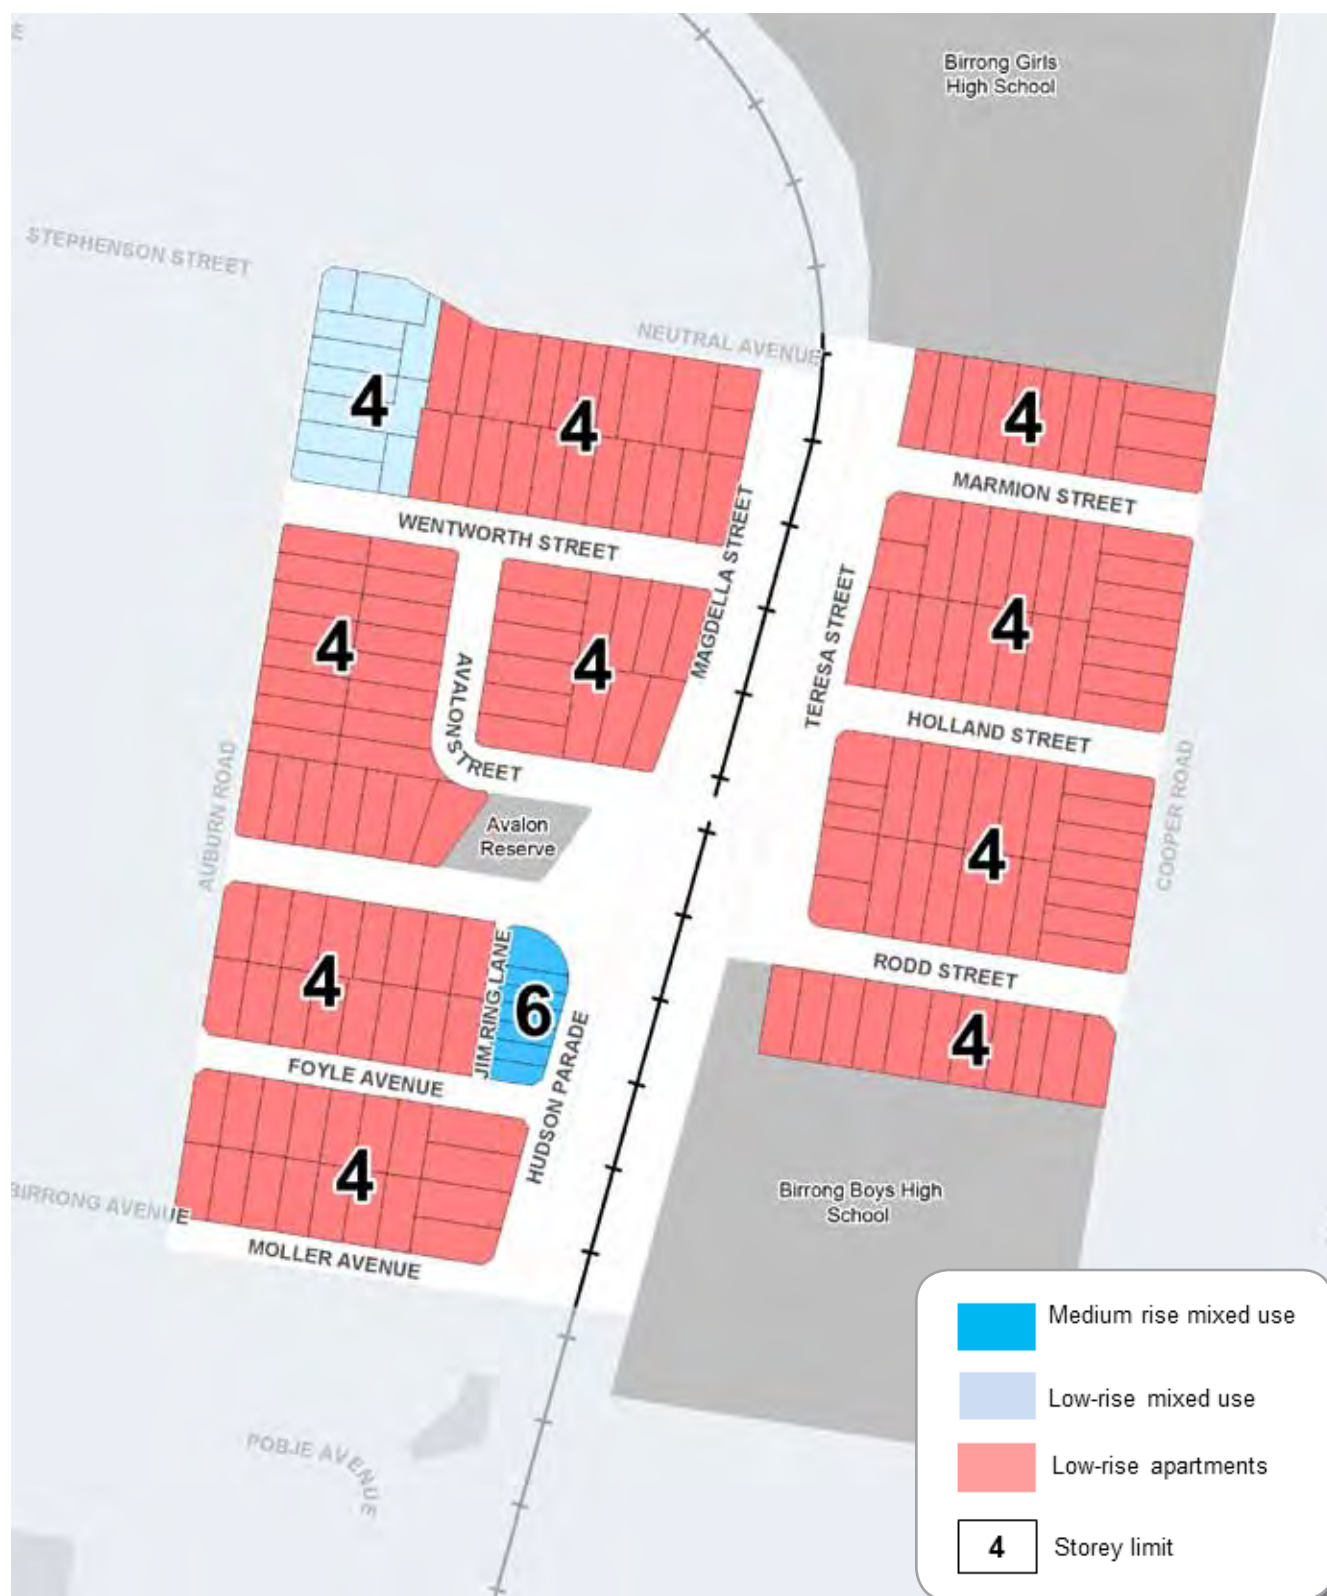 E
Birrong Girls
High School
STEPHENSON STREET
NEUTRAL AVENUE
4
4
4
MARMION STREET
WENTWORTH STREET
MAGDELLA STREET
TERESA STREET
4
4
4
AVALON STREET
HOLLAND STREET
AUBURN ROAD
COOPER ROAD
Avalon
Reserve
4
RODD STREET
4
JIM RING LANE
6
HUDSON PARADE
4
FOYLE AVENUE
4
BIRRONG AVENUE
MOLLER AVENUE
Birrong Boys High
School
POBJE AVENUE
Medium rise mixed use
Low-rise mixed use
Low-rise apartments
4 Storey limit